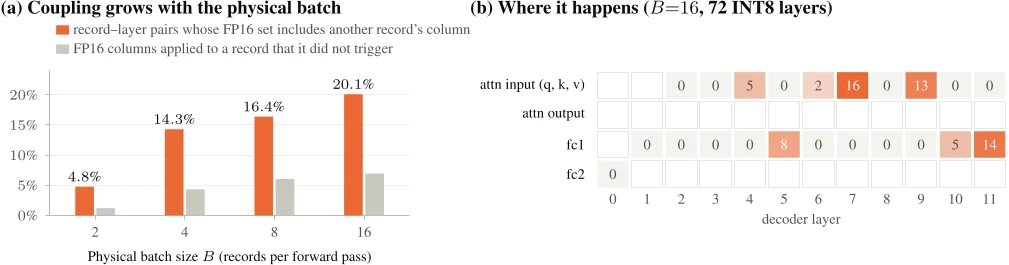 (a) Coupling grows with the physical batch
record–layer pairs whose FP16 set includes another record's column
FP16 columns applied to a record that it did not trigger
20%
15%
10%
5%
0%
4.8%
14.3%
16.4%
20.1%
2 4 8 16
Physical batch size B (records per forward pass)
(b) Where it happens (B=16, 72 INT8 layers)
attn input (q, k, v) 0 0 5 0 2 16 0 13 0 0
attn output
fc1 0 0 0 0 8 0 0 0 0 5 14
fc2 0
0 1 2 3 4 5 6 7 8 9 10 11
decoder layer